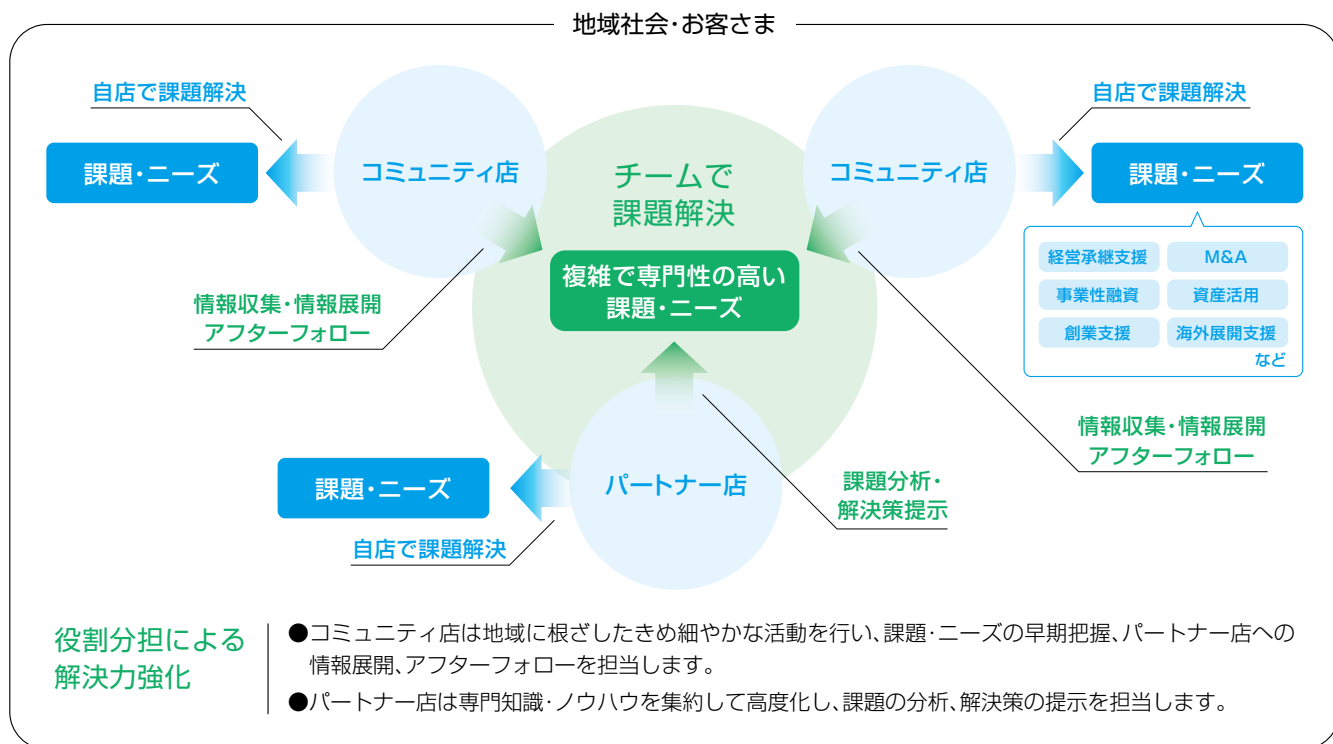 地域社会・お客さま
自店で課題解決
課題・ニーズ
コミュニティ店
チームで
課題解決
コミュニティ店
自店で課題解決
課題・ニーズ
経営承継支援
M&A
事業性融資
資産活用
創業支援
海外展開支援
など
複雑で専門性の高い
課題・ニーズ
情報収集・情報展開
アフターフォロー
情報収集・情報展開
アフターフォロー
課題・ニーズ
パートナー店
自店で課題解決
課題分析・
解決策提示
役割分担による
解決力強化
●コミュニティ店は地域に根ざしたきめ細やかな活動を行い、課題・ニーズの早期把握、パートナー店への
情報展開、アフターフォローを担当します。
●パートナー店は専門知識・ノウハウを集約して高度化し、課題の分析、解決策の提示を担当します。